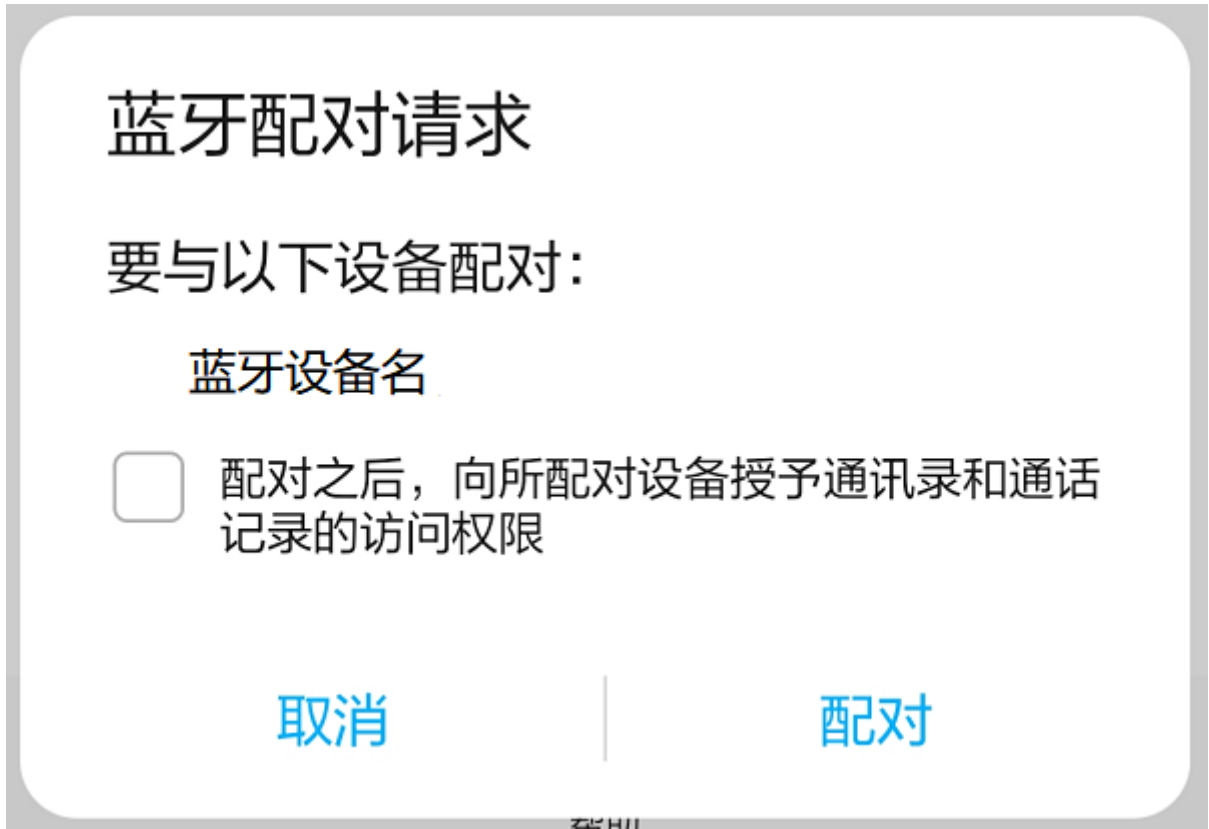 蓝牙配对请求
要与以下设备配对：
蓝牙设备名
配对之后，向所配对设备授予通讯录和通话
记录的访问权限
取消
配对